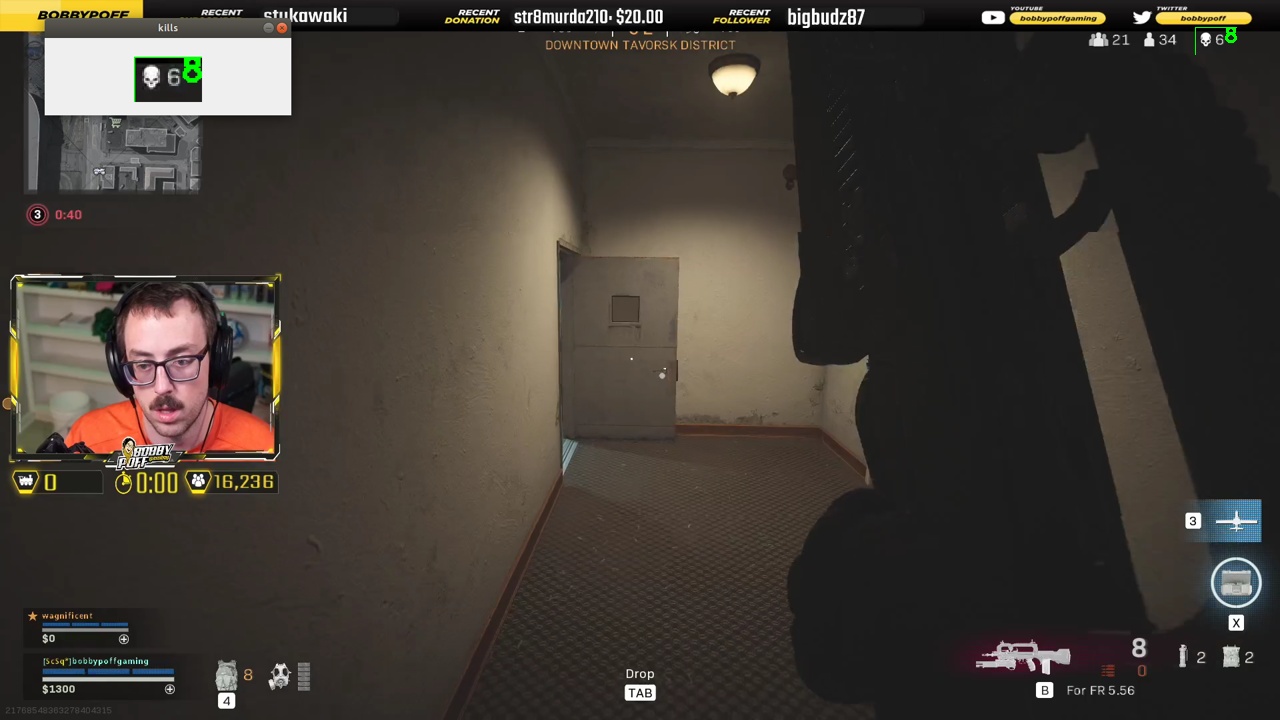 BOBBYPOFF
RECENT
stukawaki
RECENT
DONATION
str8murda210: $20.00
RECENT
FOLLOWER
bigbudz87
YOUTUBE
bobbypoffgaming
TWITTER
bobbypoff
kills
6 8
DOWNTOWN TAVORSK DISTRICT
21
34
6 8
3 0:40
BOBBY
POFF
0
0:00
16,236
3
X
wagnificent
$0
[ScSq*]bobbypoffgaming
$1300
8
4
Drop
TAB
8
0
2
2
B For FR 5.56
21768548363278404315